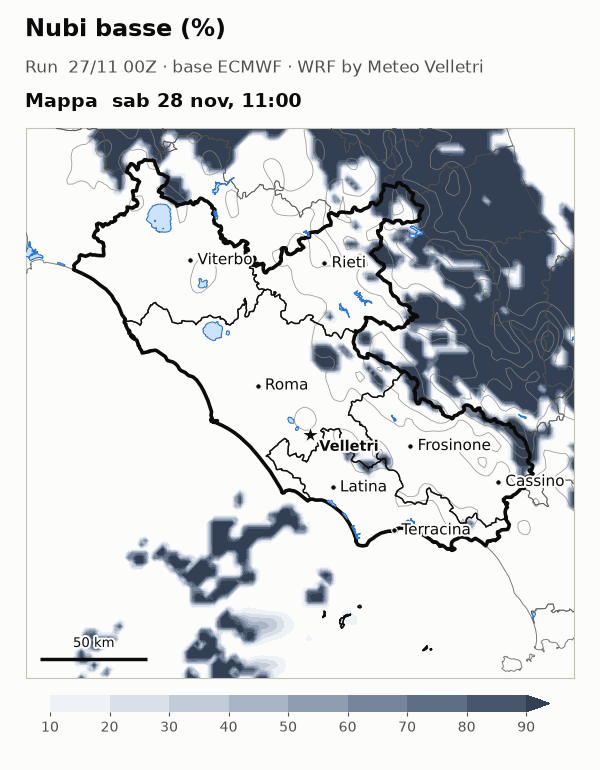 Nubi basse (%)
Run  27/11 00Z · base ECMWF · WRF by Meteo Velletri
Mappa  sab 28 nov, 11:00
Viterbo
Rieti
Roma
Velletri
Frosinone
Cassino
Latina
Terracina
50 km
10 20 30 40 50 60 70 80 90